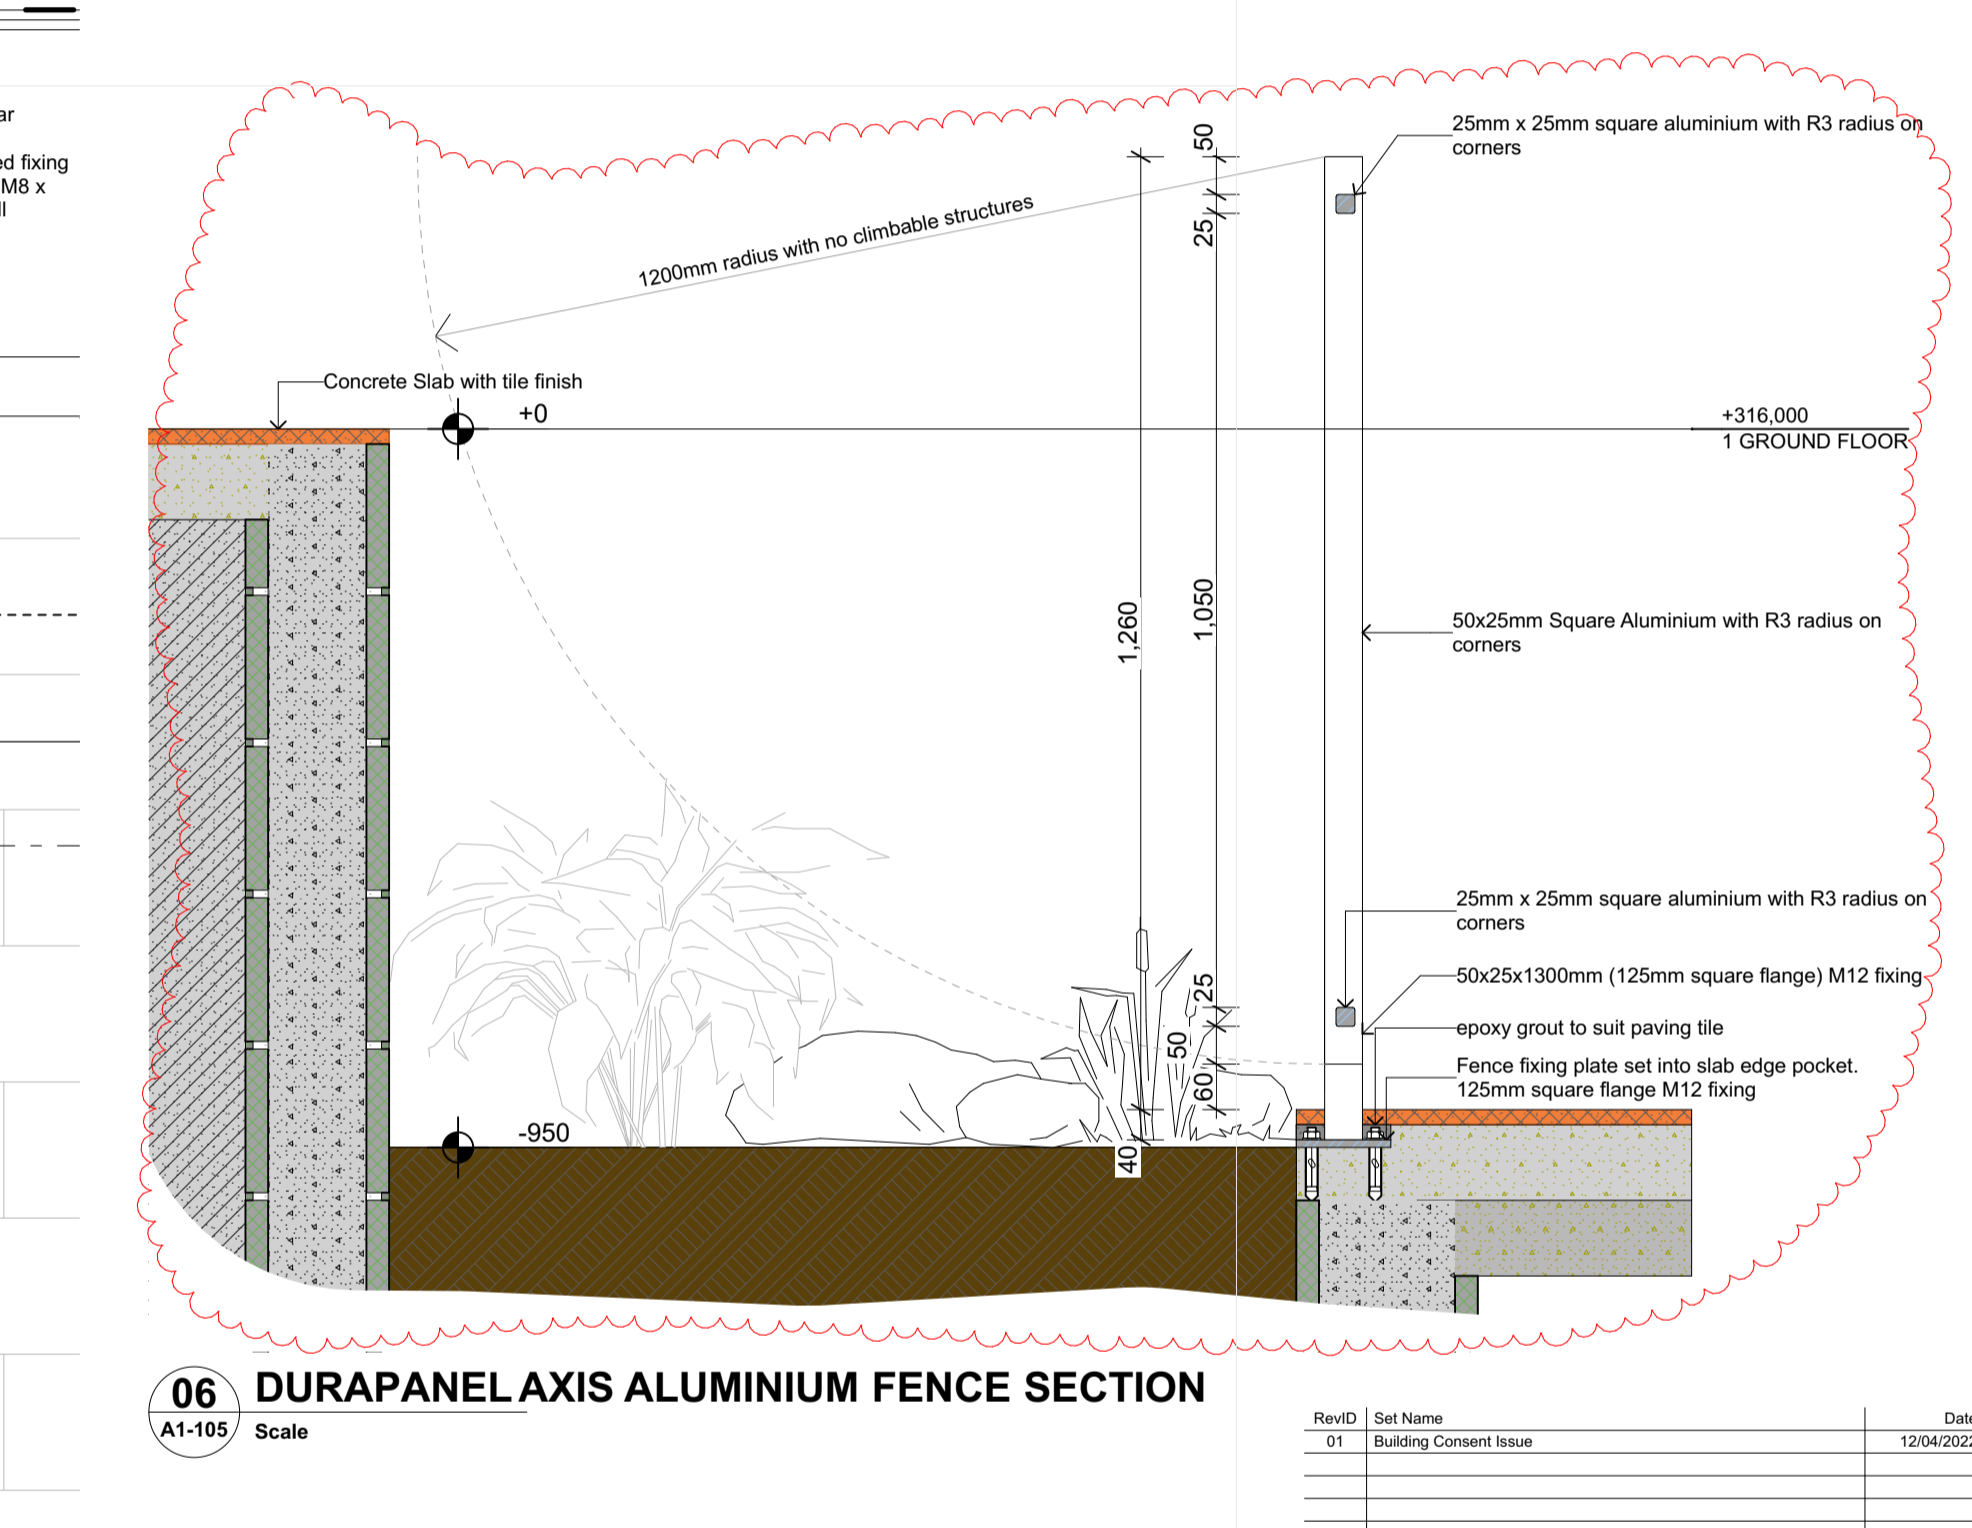 ar
ed fixing
M8 x
ll
25mm x 25mm square aluminium with R3 radius on
corners
50
25
1200mm radius with no climbable structures
Concrete Slab with tile finish
+0
+316,000
1 GROUND FLOOR
1,260
1,050
50x25mm Square Aluminium with R3 radius on
corners
25mm x 25mm square aluminium with R3 radius on
corners
50x25x1300mm (125mm square flange) M12 fixing
25
50
60
epoxy grout to suit paving tile
Fence fixing plate set into slab edge pocket.
125mm square flange M12 fixing
-950
40
06
A1-105
DURAPANEL AXIS ALUMINIUM FENCE SECTION
Scale
RevID Set Name Date
01 Building Consent Issue 12/04/2022